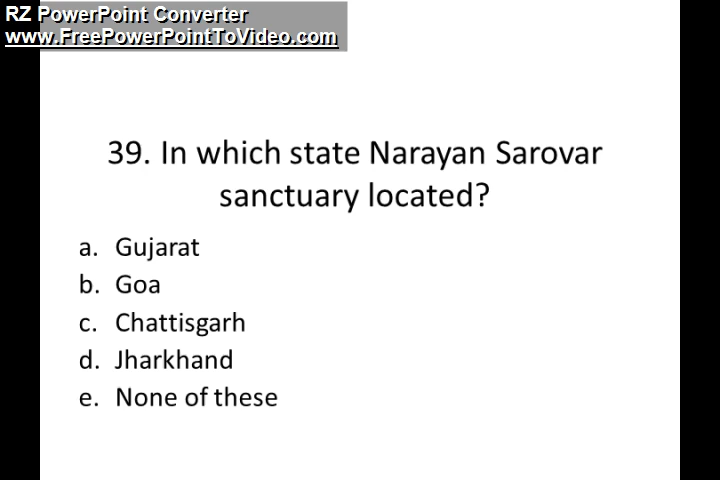 RZ PowerPoint Converter
www.FreePowerPointToVideo.com
39. In which state Narayan Sarovar
sanctuary located?
a. Gujarat
b. Goa
c. Chattisgarh
d. Jharkhand
e. None of these